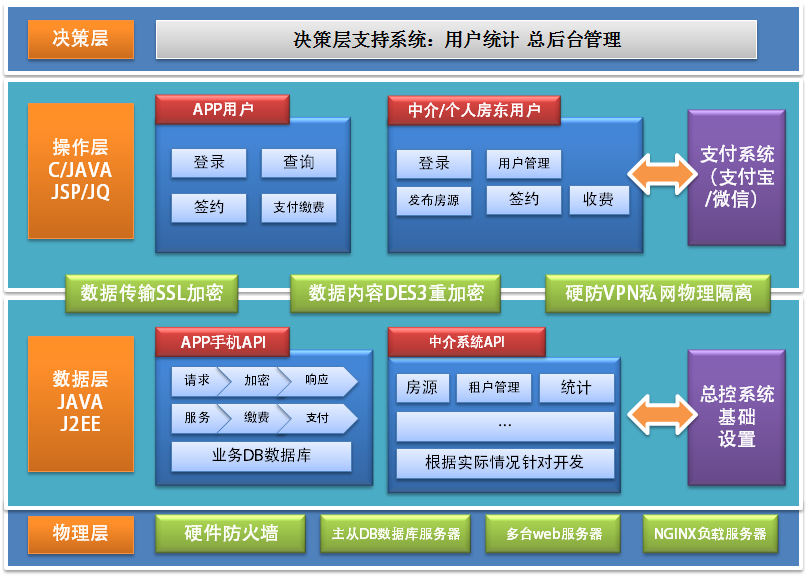 决策层
决策层支持系统：用户统计 总后台管理
操作层
C/JAVA
JSP/JQ
APP用户
登录
查询
签约
支付缴费
中介/个人房东用户
登录
用户管理
发布房源
签约
收费
支付系统
（支付宝
/微信）
数据传输SSL加密
数据内容DES3重加密
硬防VPN私网物理隔离
数据层
JAVA
J2EE
APP手机API
请求
加密
响应
服务
缴费
支付
业务DB数据库
中介系统API
房源
租户管理
统计
...
根据实际情况针对开发
总控系统
基础
设置
物理层
硬件防火墙
主从DB数据库服务器
多台web服务器
NGINX负载服务器